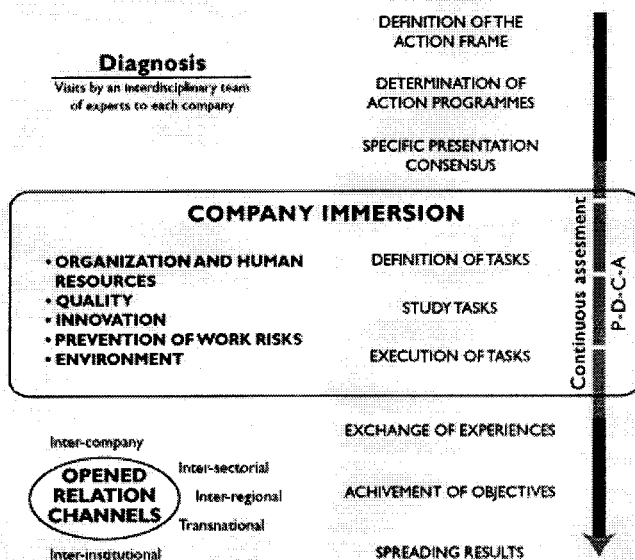 Diagnosis
Visits by an interdisciplinary team
of experts to each company
DEFINITION OF THE
ACTION FRAME
DETERMINATION OF
ACTION PROGRAMMES
SPECIFIC PRESENTATION
CONSENSUS
COMPANY IMMERSION
• ORGANIZATION AND HUMAN
RESOURCES
• QUALITY
• INNOVATION
• PREVENTION OF WORK RISKS
• ENVIRONMENT
DEFINITION OF TASKS
STUDY TASKS
EXECUTION OF TASKS
Continuous assesment
P-D-C-A
Inter-company
OPENED
RELATION
CHANNELS
Inter-sectorial
Inter-regional
Transnational
Inter-institutional
EXCHANGE OF EXPERIENCES
ACHIVEMENT OF OBJECTIVES
SPREADING RESULTS